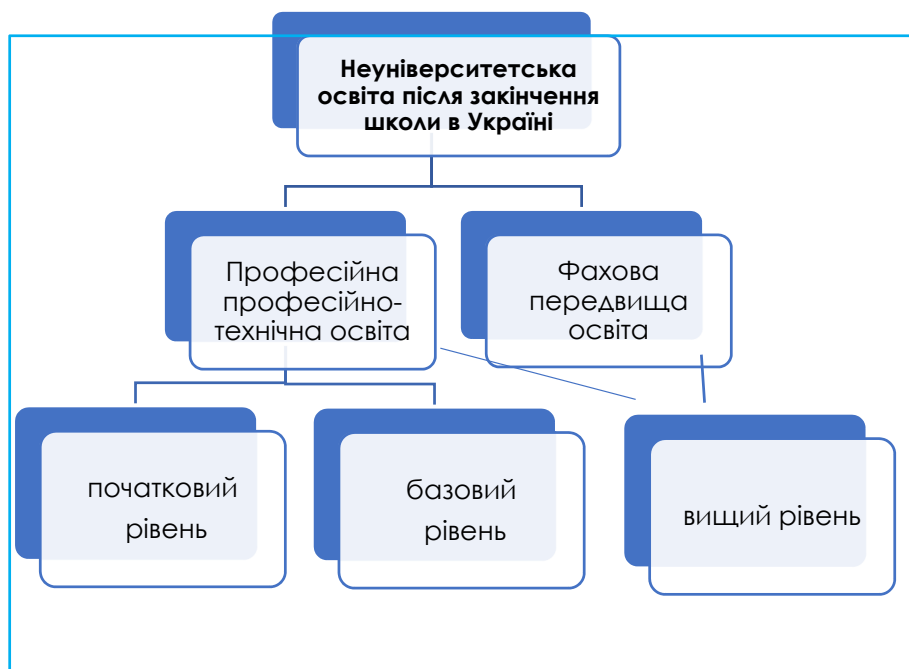 Неуніверситетська
освіта після закінчення
школи в Україні
Професійна
професійно-
технічна освіта
Фахова
передвища
освіта
початковий
рівень
базовий
рівень
вищий рівень